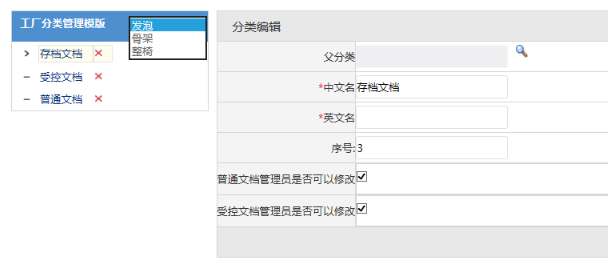 工厂分类管理模版
发泡
骨架
整椅
存档文档
受控文档
普通文档
分类编辑
父分类
*中文名 存档文档
*英文名
序号: 3
普通文档管理员是否可以修改
受控文档管理员是否可以修改